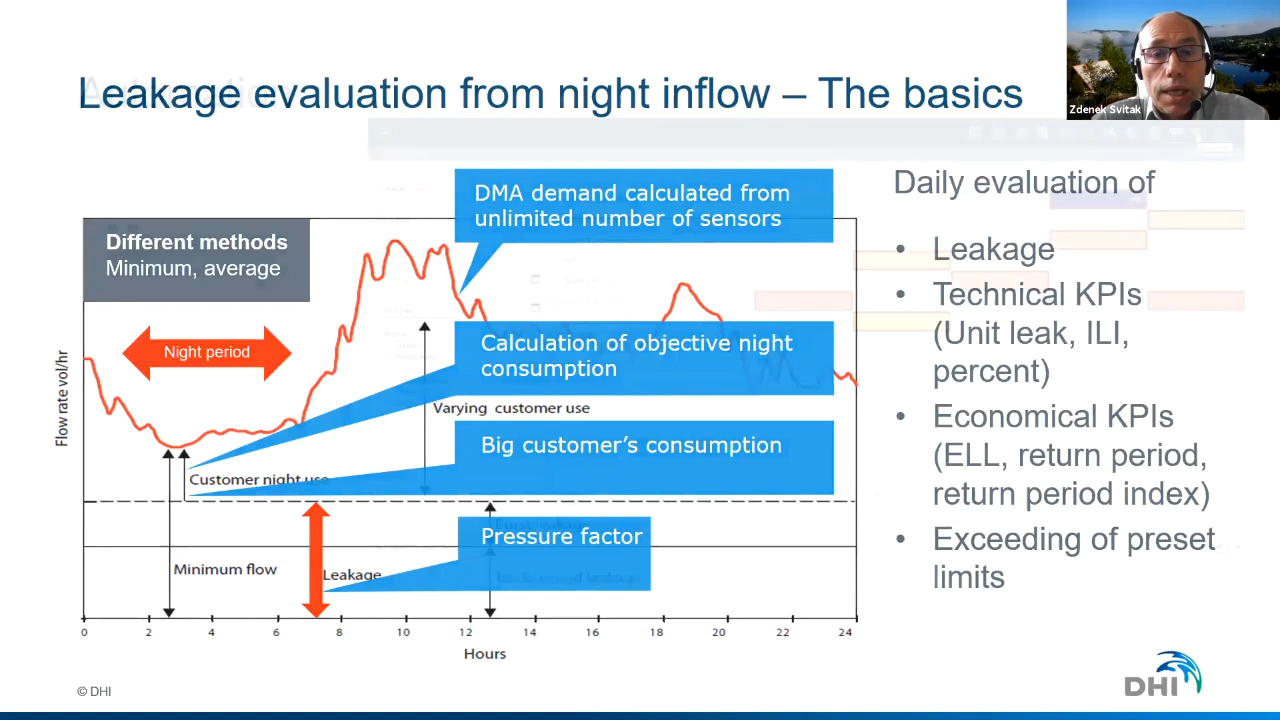 Leakage evaluation from night inflow – The basics
Zdenek Svitak
DMA demand calculated from
unlimited number of sensors
Different methods
Minimum, average
Night period
Calculation of objective night
consumption
Varying customer use
Big customer's consumption
Customer night use
Pressure factor
Minimum flow
Leakage
Flow rate vol/hr
0 2 4 6 8 10 12 14 16 18 20 22 24
Hours
Daily evaluation of
• Leakage
• Technical KPIs
(Unit leak, ILI,
percent)
• Economical KPIs
(ELL, return period,
return period index)
• Exceeding of preset
limits
© DHI
DHI